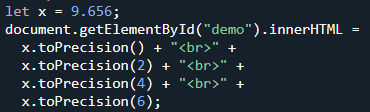 let x = 9.656;
document.getElementById("demo").innerHTML =
  x.toPrecision() + "<br>" +
  x.toPrecision(2) + "<br>" +
  x.toPrecision(4) + "<br>" +
  x.toPrecision(6);